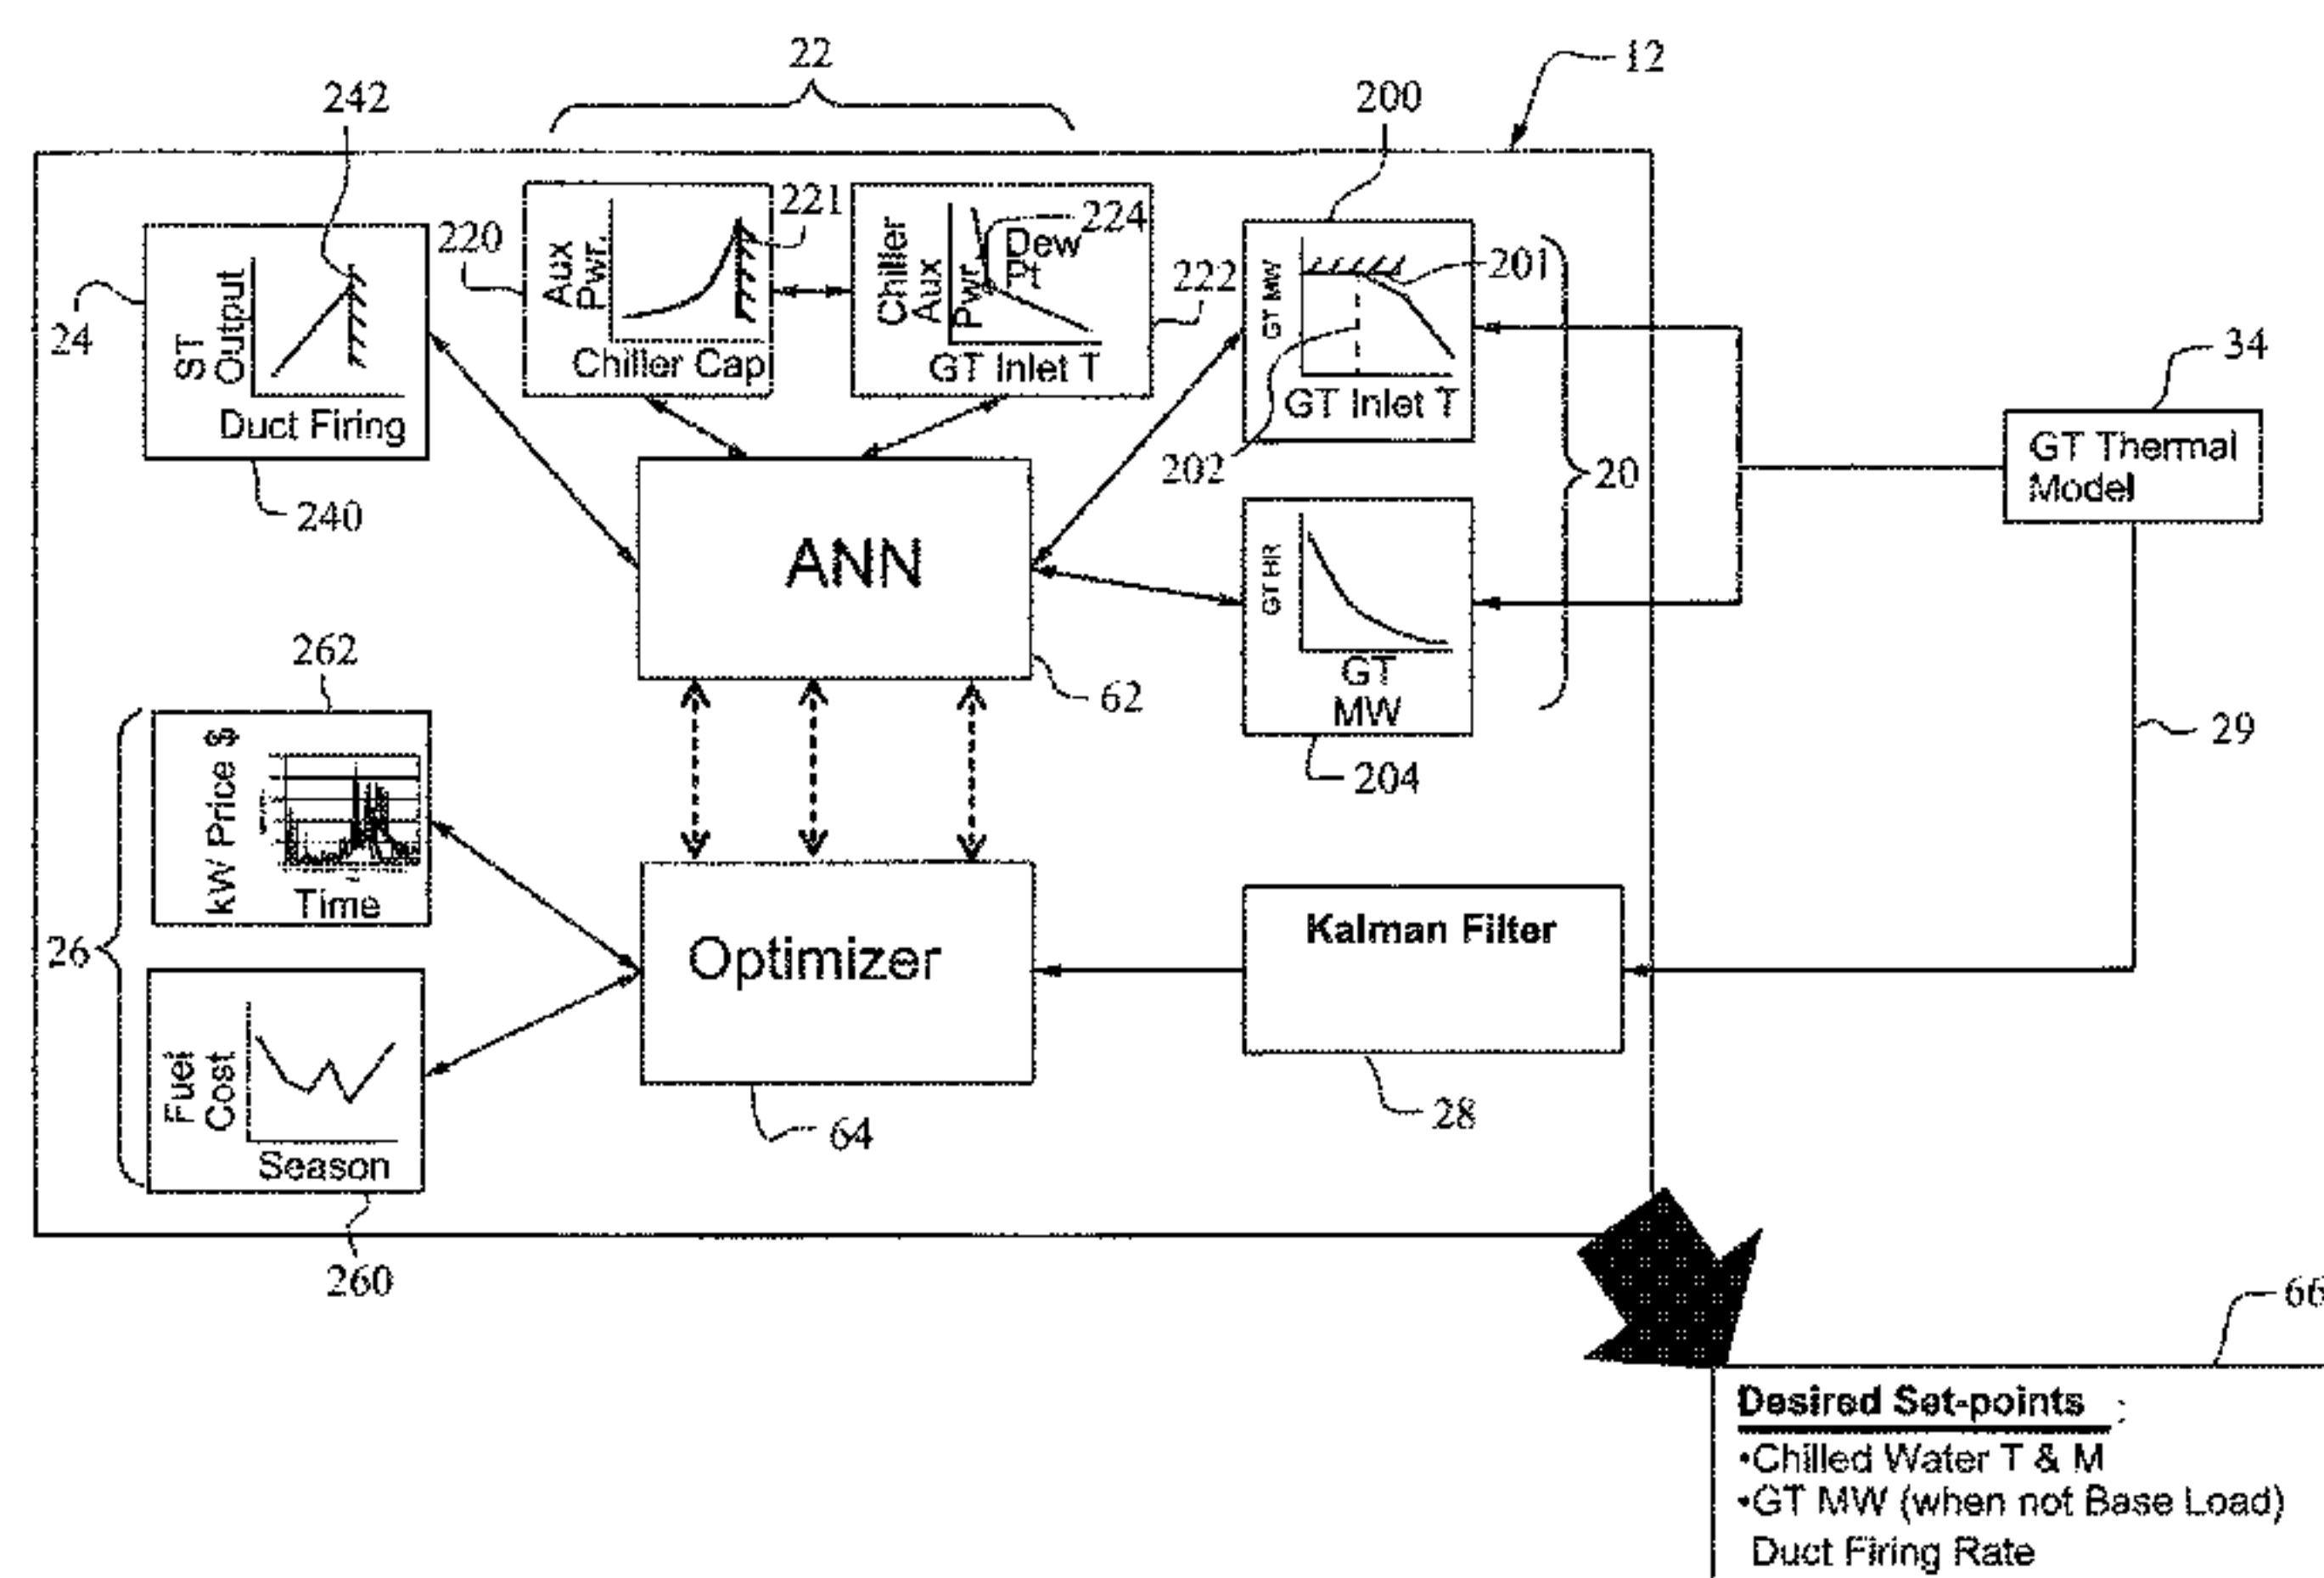 22
12
242
200
221
224
220
Aux
Pwr.
Chiller Cap
Chiller
Aux
Pwr.
Dew
Pt
GT Inlet T
222
GT MW
201
GT Inlet T
202
20
24
ST
Output
Duct Firing
240
34
GT Thermal
Model
ANN
62
GT HR
GT
MW
204
29
262
kW Price $
Time
26
Optimizer
64
Kalman Filter
28
Fuel
Cost
Season
260
66
Desired Set-points :
•Chilled Water T & M
•GT MW (when not Base Load)
Duct Firing Rate